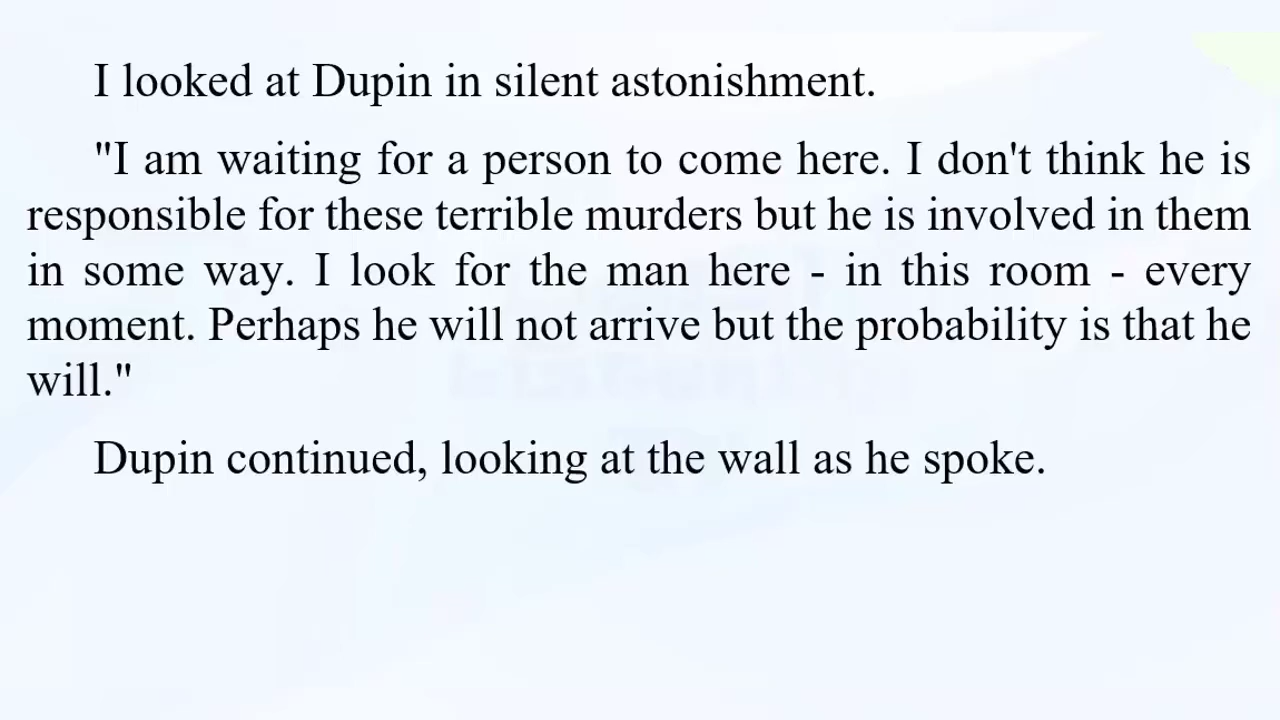 I looked at Dupin in silent astonishment.
"I am waiting for a person to come here. I don't think he is
responsible for these terrible murders but he is involved in them
in some way. I look for the man here - in this room - every
moment. Perhaps he will not arrive but the probability is that he
will."
Dupin continued, looking at the wall as he spoke.